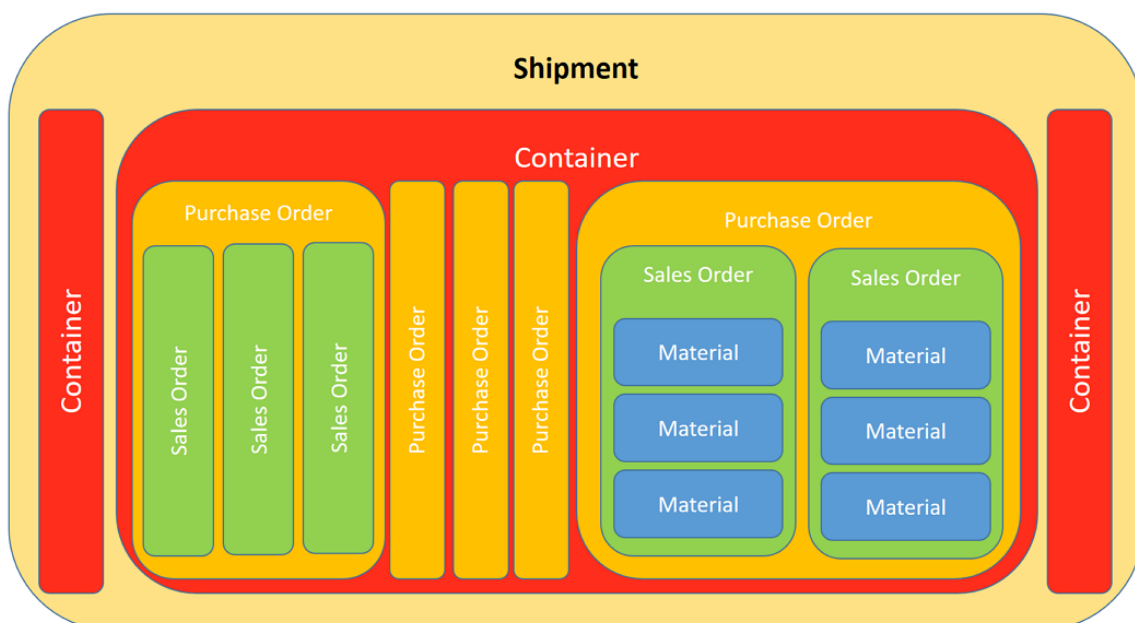 Shipment
Container
Container
Purchase Order
Sales Order
Sales Order
Sales Order
Purchase Order
Purchase Order
Purchase Order
Purchase Order
Sales Order
Material
Material
Material
Sales Order
Material
Material
Material
Container